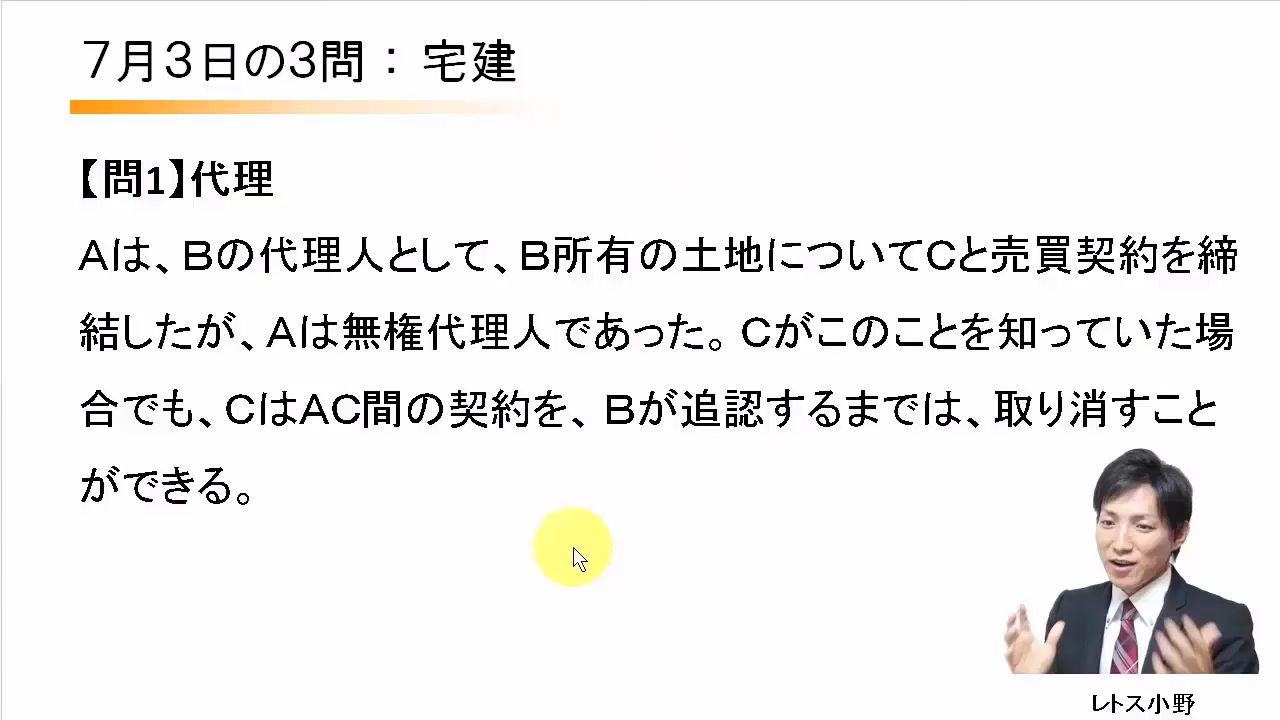 7月3日の3問：宅建
【問1】代理
Aは、Bの代理人として、B所有の土地についてCと売買契約を締
結したが、Aは無権代理人であった。Cがこのことを知っていた場
合でも、CはAC間の契約を、Bが追認するまでは、取り消すこと
ができる。
レトス小野